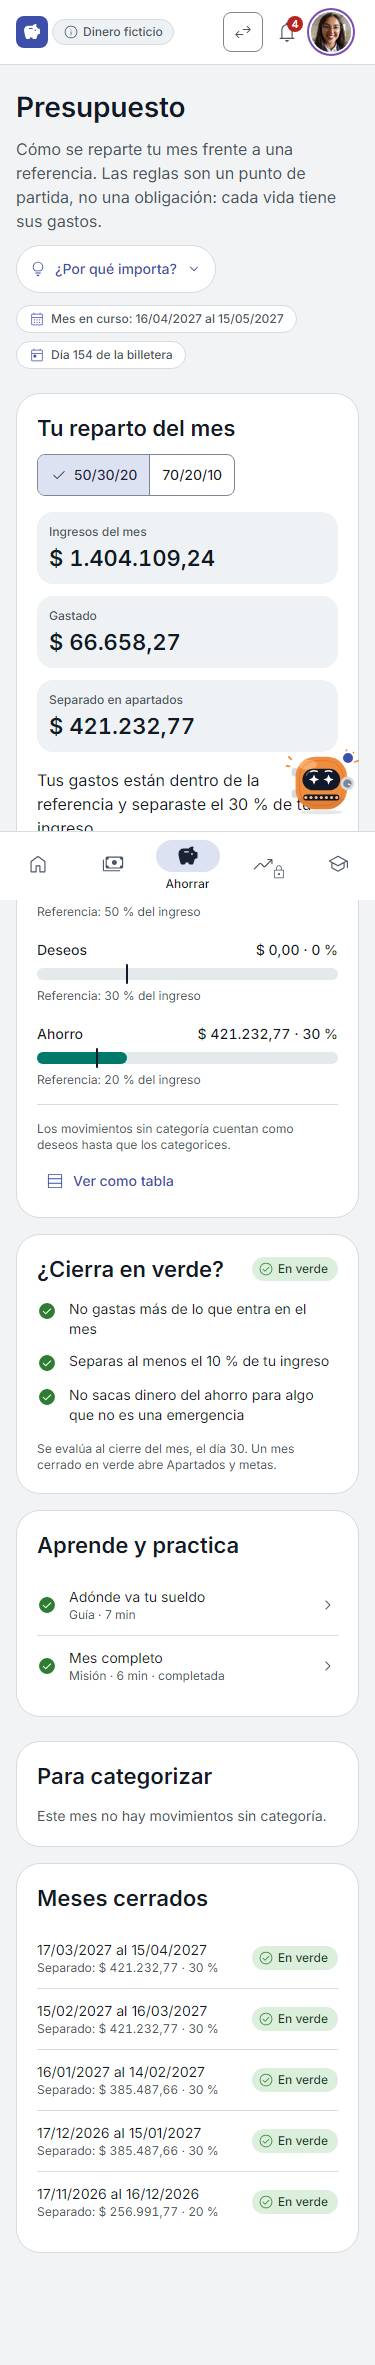 Dinero ficticio
4
Presupuesto
Cómo se reparte tu mes frente a una
referencia. Las reglas son un punto de
partida, no una obligación: cada vida tiene
sus gastos.
¿Por qué importa?
Mes en curso: 16/04/2027 al 15/05/2027
Día 154 de la billetera
Tu reparto del mes
50/30/20
70/20/10
Ingresos del mes
$ 1.404.109,24
Gastado
$ 66.658,27
Separado en apartados
$ 421.232,77
Tus gastos están dentro de la
referencia y separaste el 30 % de tu
ingreso
Ahorrar
Referencia: 50 % del ingreso
Deseos
$ 0,00 · 0 %
Referencia: 30 % del ingreso
Ahorro
$ 421.232,77 · 30 %
Referencia: 20 % del ingreso
Los movimientos sin categoría cuentan como
deseos hasta que los categorices.
Ver como tabla
¿Cierra en verde?
En verde
No gastas más de lo que entra en el
mes
Separas al menos el 10 % de tu ingreso
No sacas dinero del ahorro para algo
que no es una emergencia
Se evalúa al cierre del mes, el día 30. Un mes
cerrado en verde abre Apartados y metas.
Aprende y practica
Adónde va tu sueldo
Guía · 7 min
Mes completo
Misión · 6 min · completada
Para categorizar
Este mes no hay movimientos sin categoría.
Meses cerrados
17/03/2027 al 15/04/2027
Separado: $ 421.232,77 · 30 %
En verde
15/02/2027 al 16/03/2027
Separado: $ 421.232,77 · 30 %
En verde
16/01/2027 al 14/02/2027
Separado: $ 385.487,66 · 30 %
En verde
17/12/2026 al 15/01/2027
Separado: $ 385.487,66 · 30 %
En verde
17/11/2026 al 16/12/2026
Separado: $ 256.991,77 · 20 %
En verde